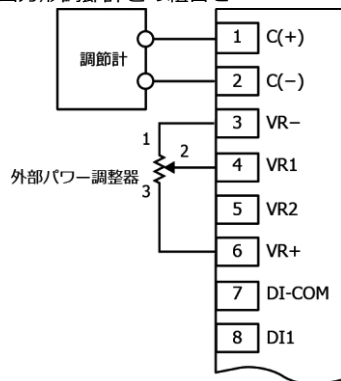 調節計
1 C(+)
2 C(−)
3 VR−
4 VR1
5 VR2
6 VR+
7 DI-COM
8 DI1
1
2
3
外部パワー調整器